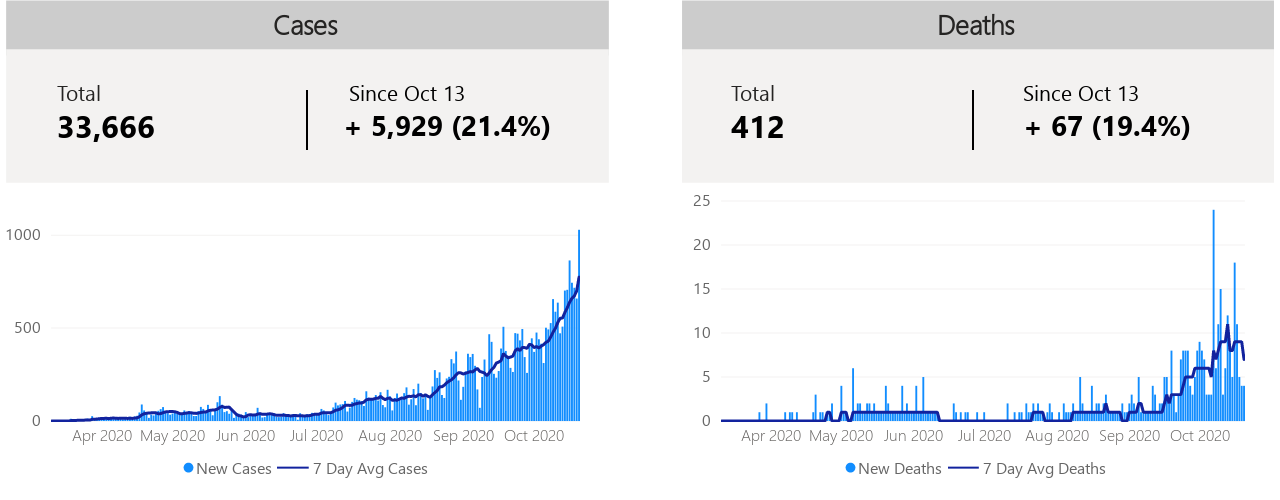 Cases
Total
33,666
Since Oct 13
+ 5,929 (21.4%)
1000
500
0
Apr 2020 May 2020 Jun 2020 Jul 2020 Aug 2020 Sep 2020 Oct 2020
New Cases 7 Day Avg Cases
Deaths
Total
412
Since Oct 13
+ 67 (19.4%)
25
20
15
10
5
0
Apr 2020 May 2020 Jun 2020 Jul 2020 Aug 2020 Sep 2020 Oct 2020
New Deaths 7 Day Avg Deaths